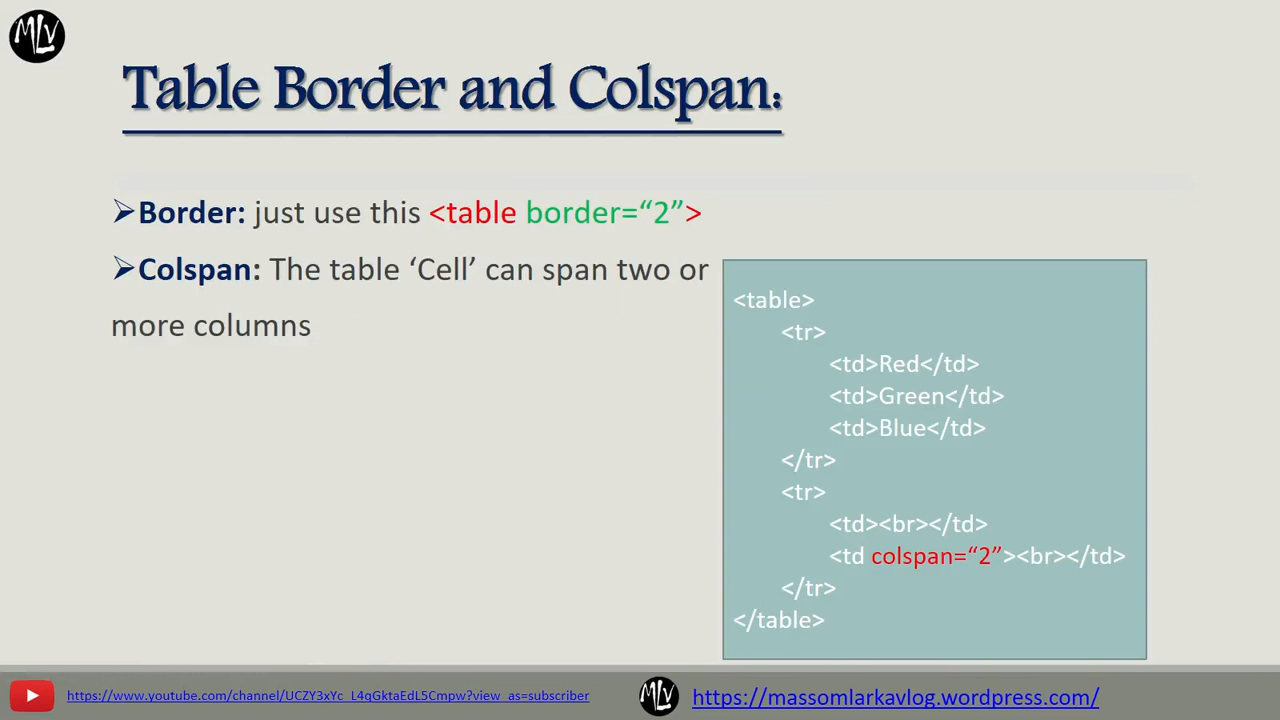 MLV
Table Border and Colspan:
➢Border: just use this <table border=“2”>
➢Colspan: The table ‘Cell’ can span two or
more columns
<table>
<tr>
<td>Red</td>
<td>Green</td>
<td>Blue</td>
</tr>
<tr>
<td><br></td>
<td colspan=“2”><br></td>
</tr>
</table>
https://www.youtube.com/channel/UCZY3xYc_L4qGktaEdL5Cmpw?view_as=subscriber
MLV
https://massomlarkavlog.wordpress.com/